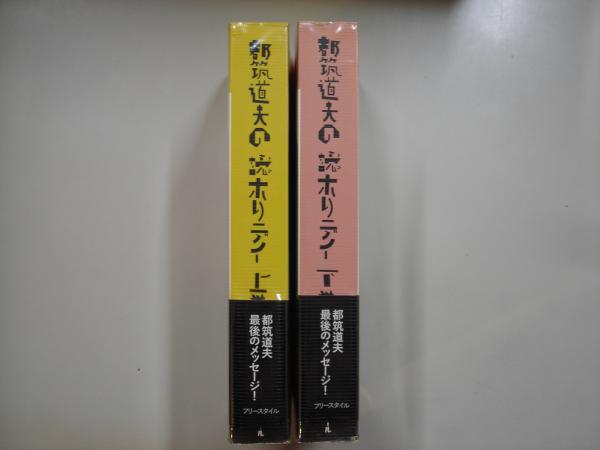 都筑道夫の読ホリデイ 上巻
都筑道夫
最後のメッセージ!
フリースタイル
都筑道夫の読ホリデイ 下巻
都筑道夫
最後のメッセージ!
フリースタイル